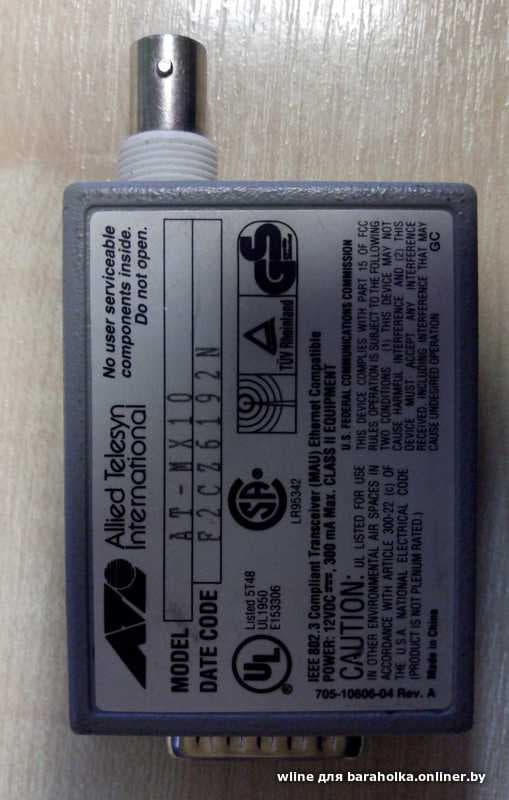 Allied Telesyn
International
No user serviceable
components inside.
Do not open.
MODEL AT-MX10
DATE CODE F2CZ6192N
UL
Listed 5T48
UL1950
E153306
SA
LR95342
TÜV Rheinland
GS
IEEE 802.3 Compliant Transceiver (MAU) Ethernet Compatible
POWER: 12VDC, 300 mA Max. CLASS II EQUIPMENT
CAUTION: UL LISTED FOR USE
IN OTHER ENVIRONMENTAL AIR SPACES IN
ACCORDANCE WITH ARTICLE 300-22 (c) OF
THE U.S.A. NATIONAL ELECTRICAL CODE
(PRODUCT IS NOT PLENUM RATED.)
705-10606-04 Rev. A
Made in China
U.S. FEDERAL COMMUNICATIONS COMMISSION
THIS DEVICE COMPLIES WITH PART 15 OF FCC
RULES OPERATION IS SUBJECT TO THE FOLLOWING
TWO CONDITIONS: (1) THIS DEVICE MAY NOT
CAUSE HARMFUL INTERFERENCE AND (2) THIS
DEVICE MUST ACCEPT ANY INTERFERENCE
RECEIVED, INCLUDING INTERFERENCE THAT MAY
CAUSE UNDESIRED OPERATION
GC
wline для baraholka.onliner.by